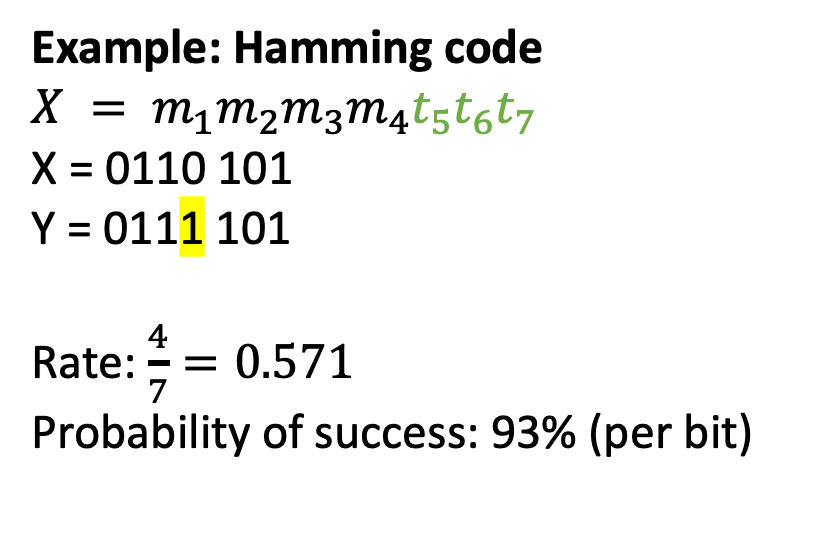 Example: Hamming code
𝑋 = 𝑚₁𝑚₂𝑚₃𝑚₄𝑡₅𝑡₆𝑡₇
X = 0110 101
Y = 0111 101
Rate: 4/7 = 0.571
Probability of success: 93% (per bit)